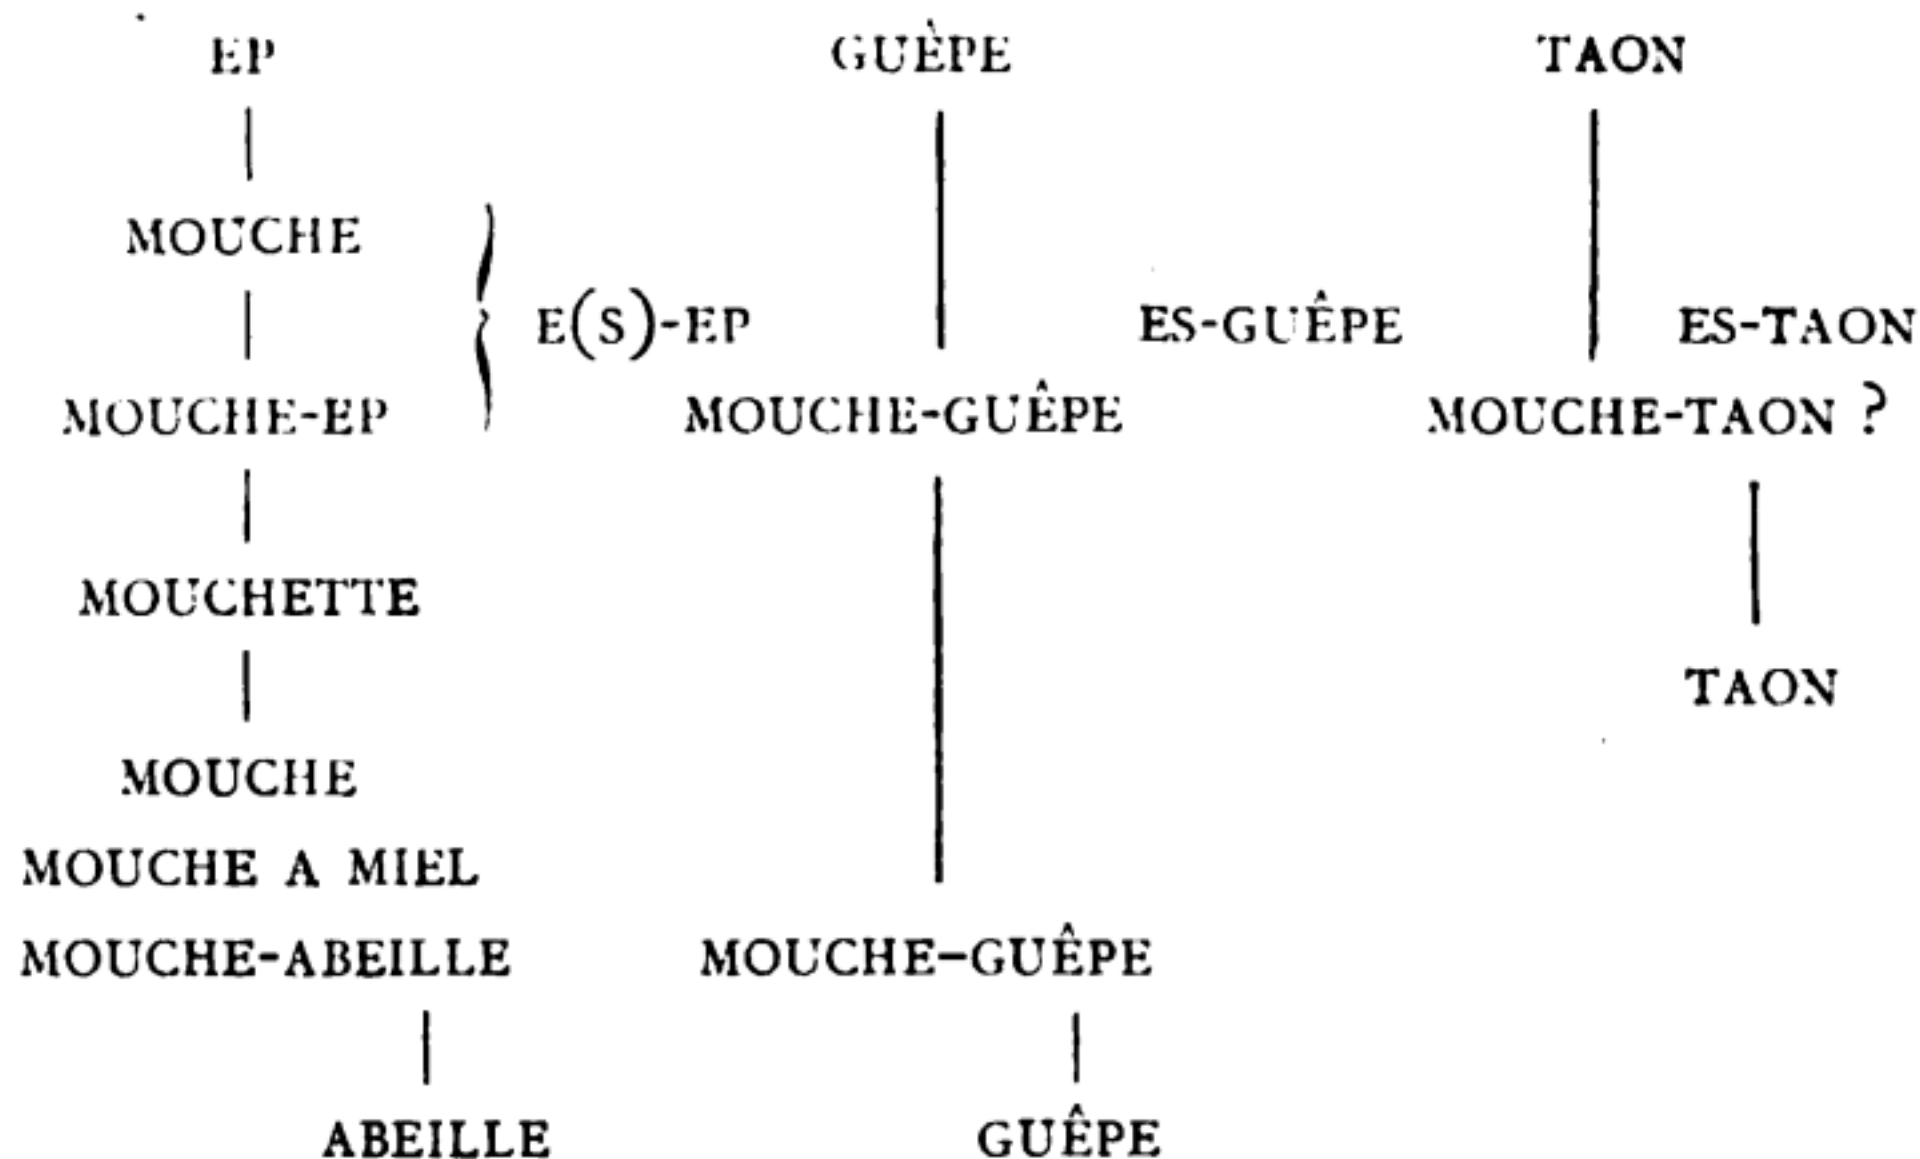 EP GUÈPE TAON
MOUCHE
E(S)-EP ES-GUÊPE ES-TAON
MOUCHE-EP MOUCHE-GUÊPE MOUCHE-TAON ?
MOUCHETTE
TAON
MOUCHE
MOUCHE A MIEL
MOUCHE-ABEILLE MOUCHE-GUÊPE
ABEILLE GUÊPE